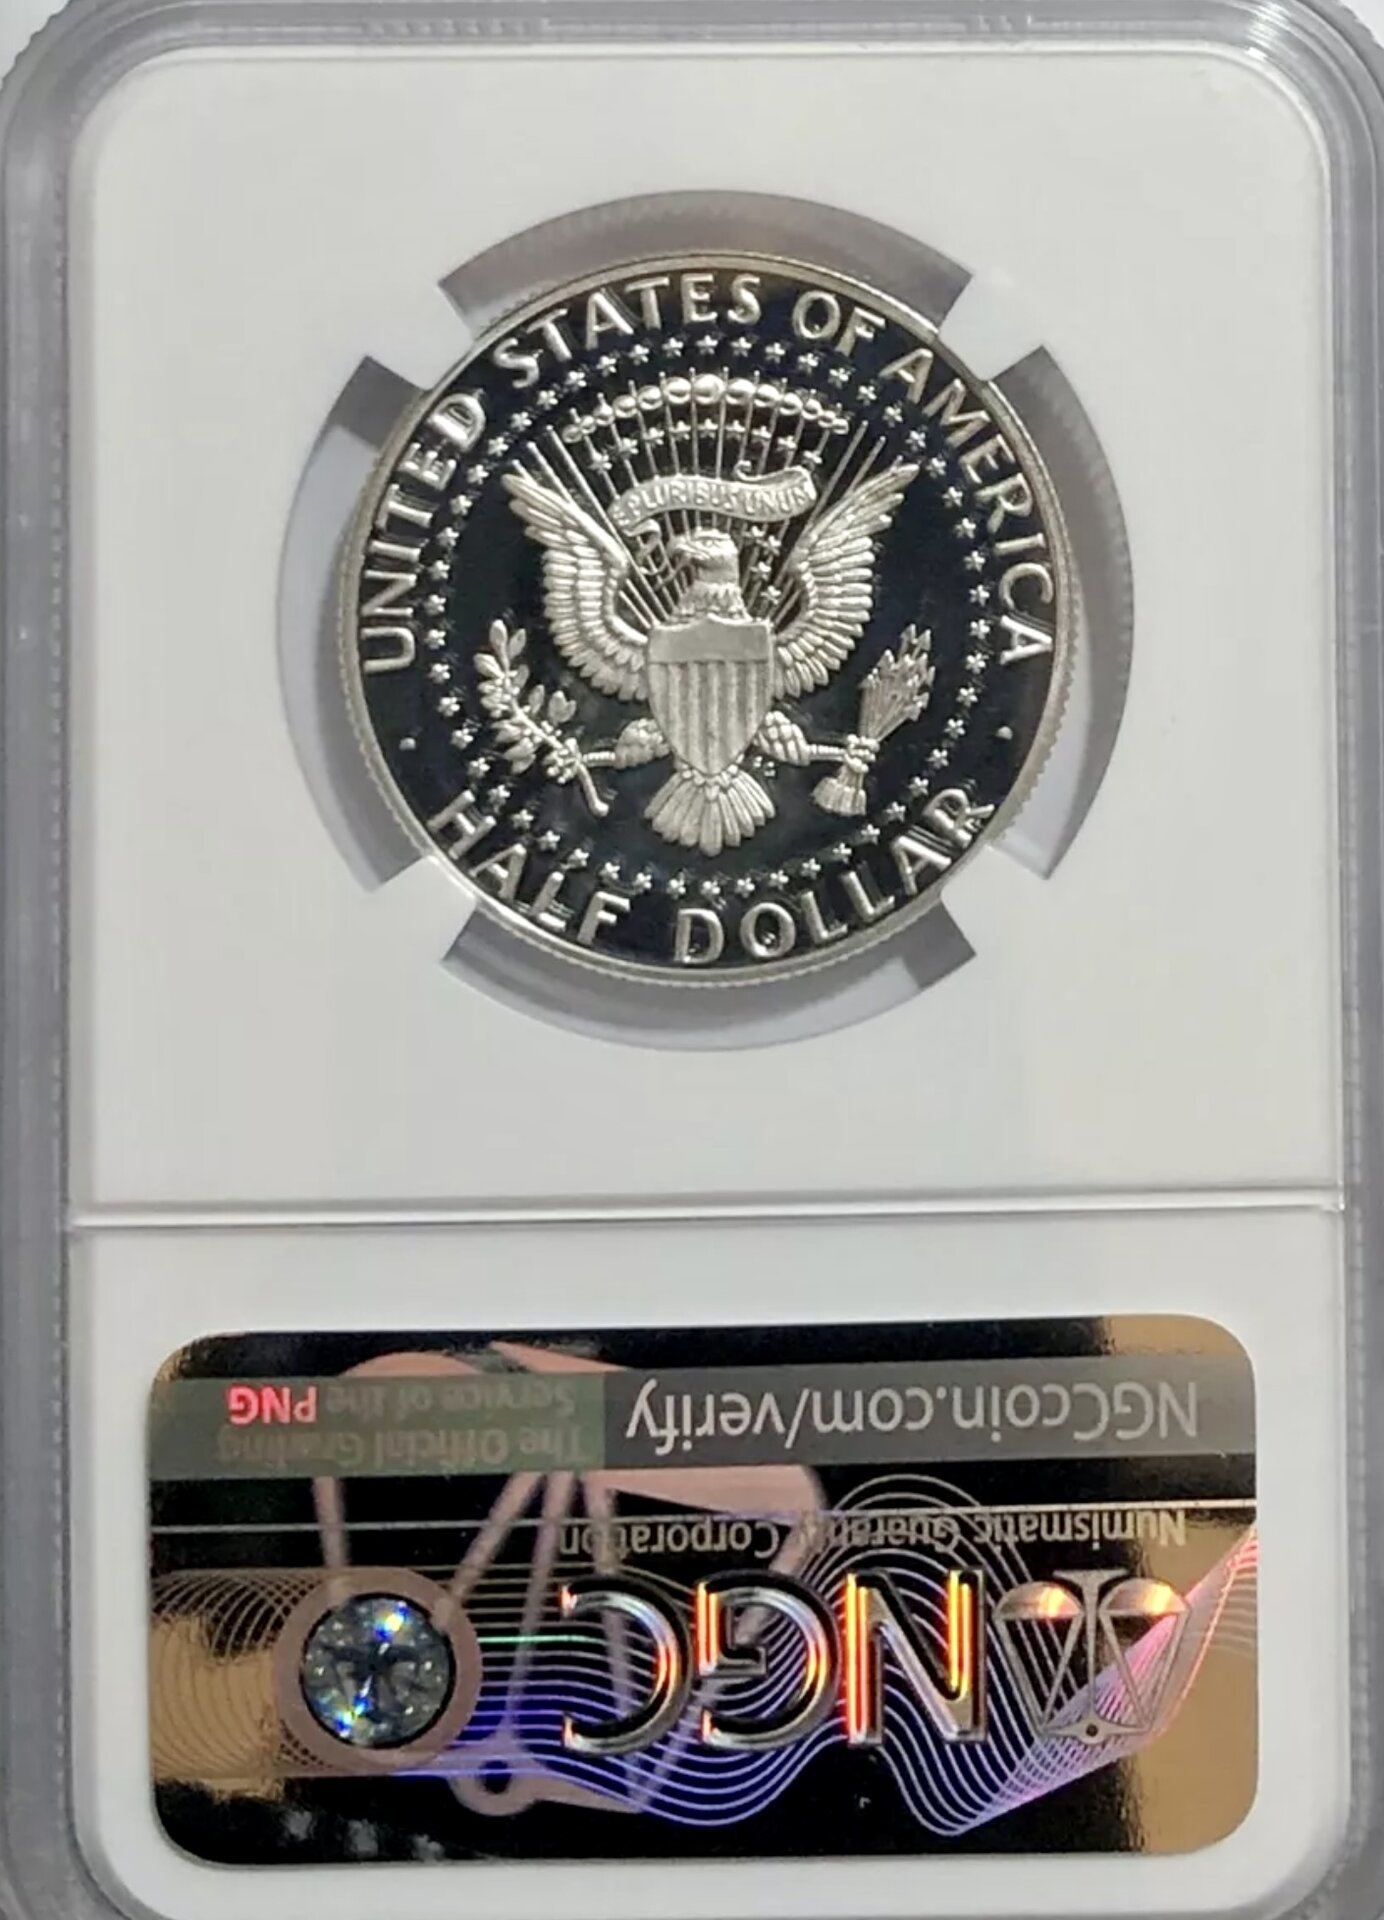 UNITED STATES OF AMERICA
E PLURIBUS UNUM
FG
HALF DOLLAR
NGCcoin.com/verify
The Official Grading
Service of the PNG
Numismatic Guaranty Corporation
NGC